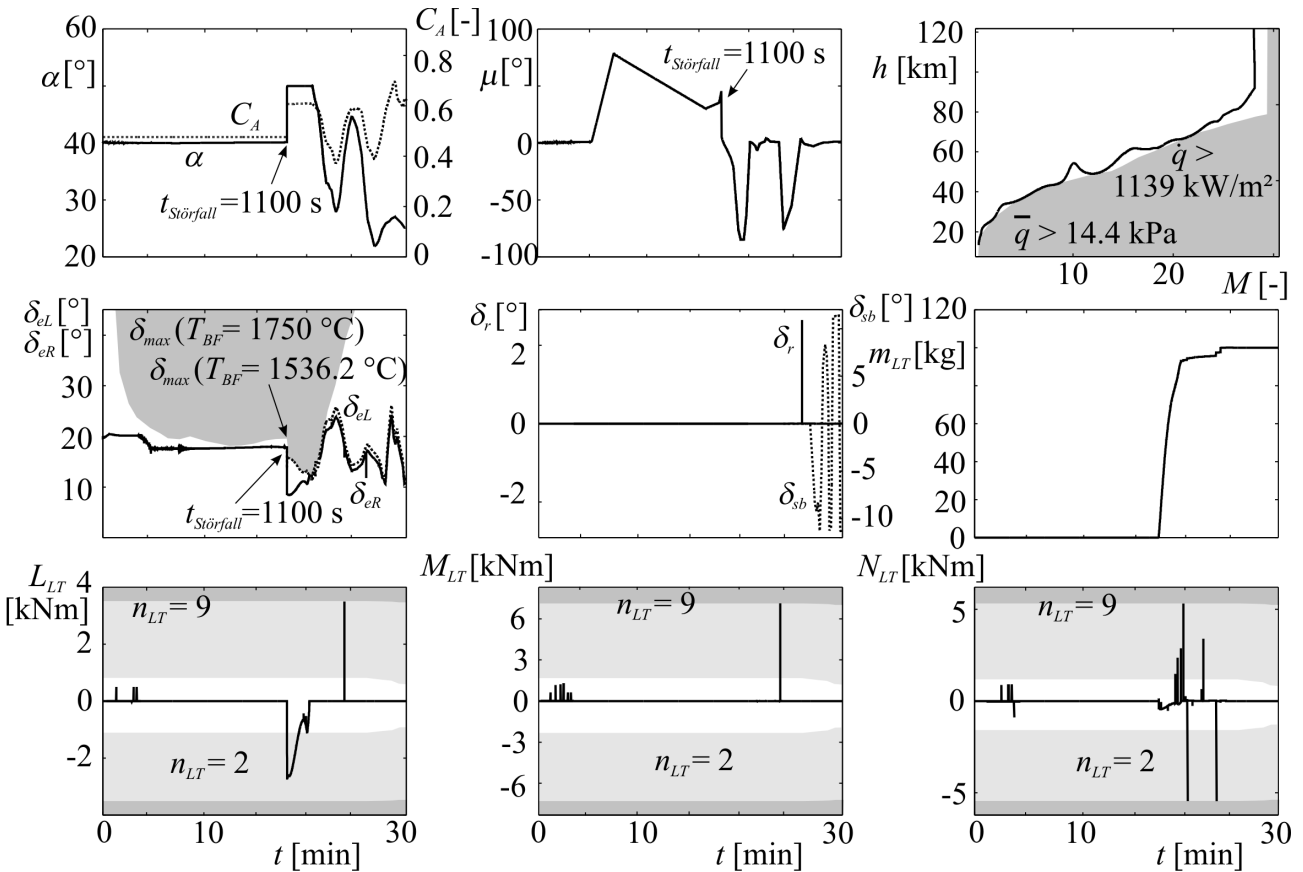 60
α [°]
40
30
20
C_A [-]
0.8
0.6
0.4
0.2
0
C_A
α
t_Störfall=1100 s
100
μ[°]
50
0
-50
-100
t_Störfall=1100 s
120
h [km]
80
60
40
20
q̇ >
1139 kW/m²
q̅ > 14.4 kPa
10
20
M [-]
δ_eL [°]
δ_eR [°]
30
20
10
δ_max (T_BF= 1750 °C)
δ_max (T_BF= 1536.2 °C)
δ_eL
δ_eR
t_Störfall=1100 s
δ_r [°]
2
0
-2
δ_r
δ_sb
δ_sb [°]
5
0
-5
-10
120
m_LT [kg]
80
60
40
20
0
L_LT 4
[kNm]
2
0
-2
n_LT= 9
n_LT= 2
0
10
30
t [min]
M_LT [kNm]
6
3
0
-3
-6
n_LT= 9
n_LT= 2
0
10
30
t [min]
N_LT [kNm]
5
0
-5
n_LT= 9
n_LT= 2
0
10
20
30
t [min]